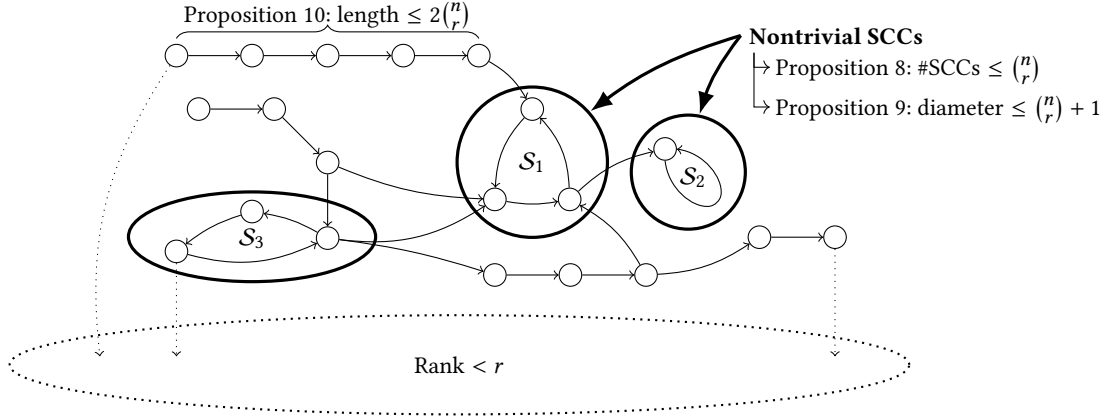 Proposition 10: length ≤ 2(n r)
Nontrivial SCCs
Proposition 8: #SCCs ≤ (n r)
Proposition 9: diameter ≤ (n r) + 1
S₁
S₂
S₃
Rank < r